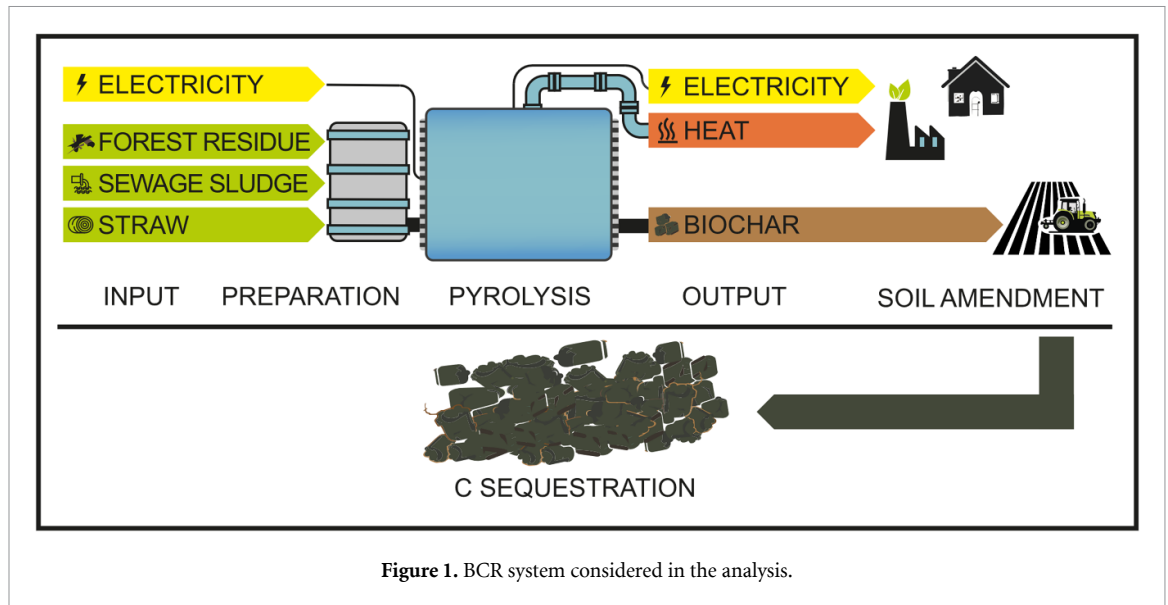 ELECTRICITY
ELECTRICITY
FOREST RESIDUE
HEAT
SEWAGE SLUDGE
STRAW
BIOCHAR
INPUT PREPARATION PYROLYSIS OUTPUT SOIL AMENDMENT
C SEQUESTRATION
Figure 1. BCR system considered in the analysis.